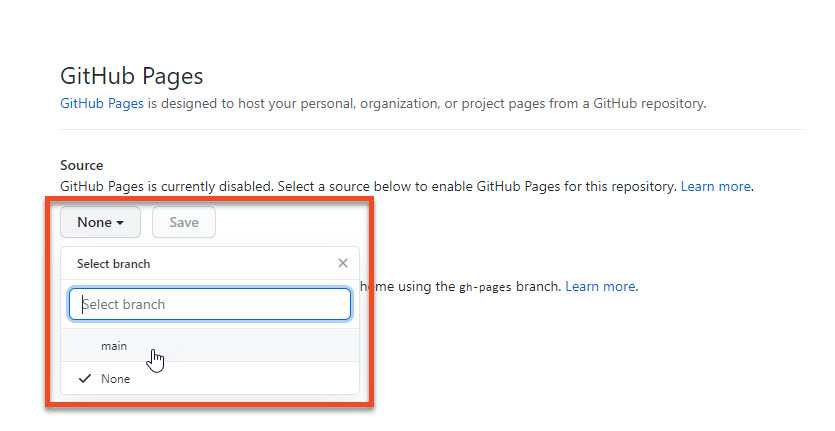 GitHub Pages
GitHub Pages is designed to host your personal, organization, or project pages from a GitHub repository.
Source
GitHub Pages is currently disabled. Select a source below to enable GitHub Pages for this repository. Learn more.
None Save
Select branch
home using the gh-pages branch. Learn more.
Select branch
main
None